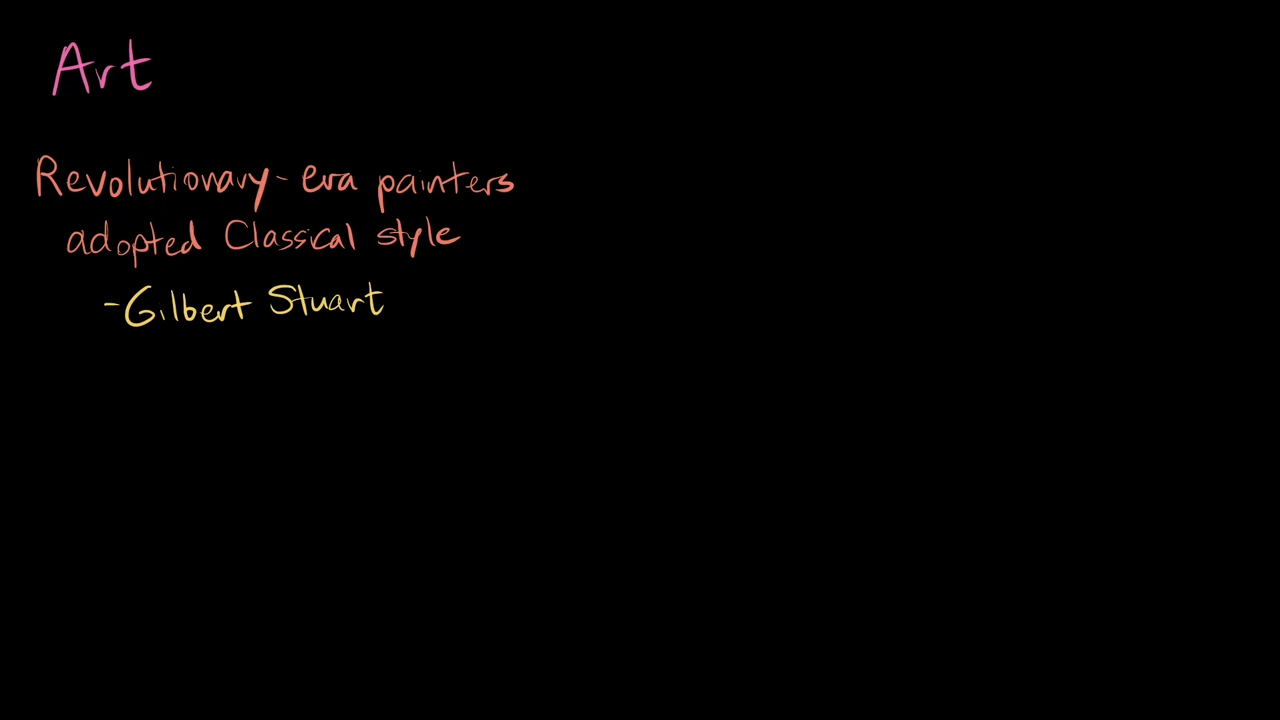 Art
Revolutionary-era painters
adopted Classical style
-Gilbert Stuart